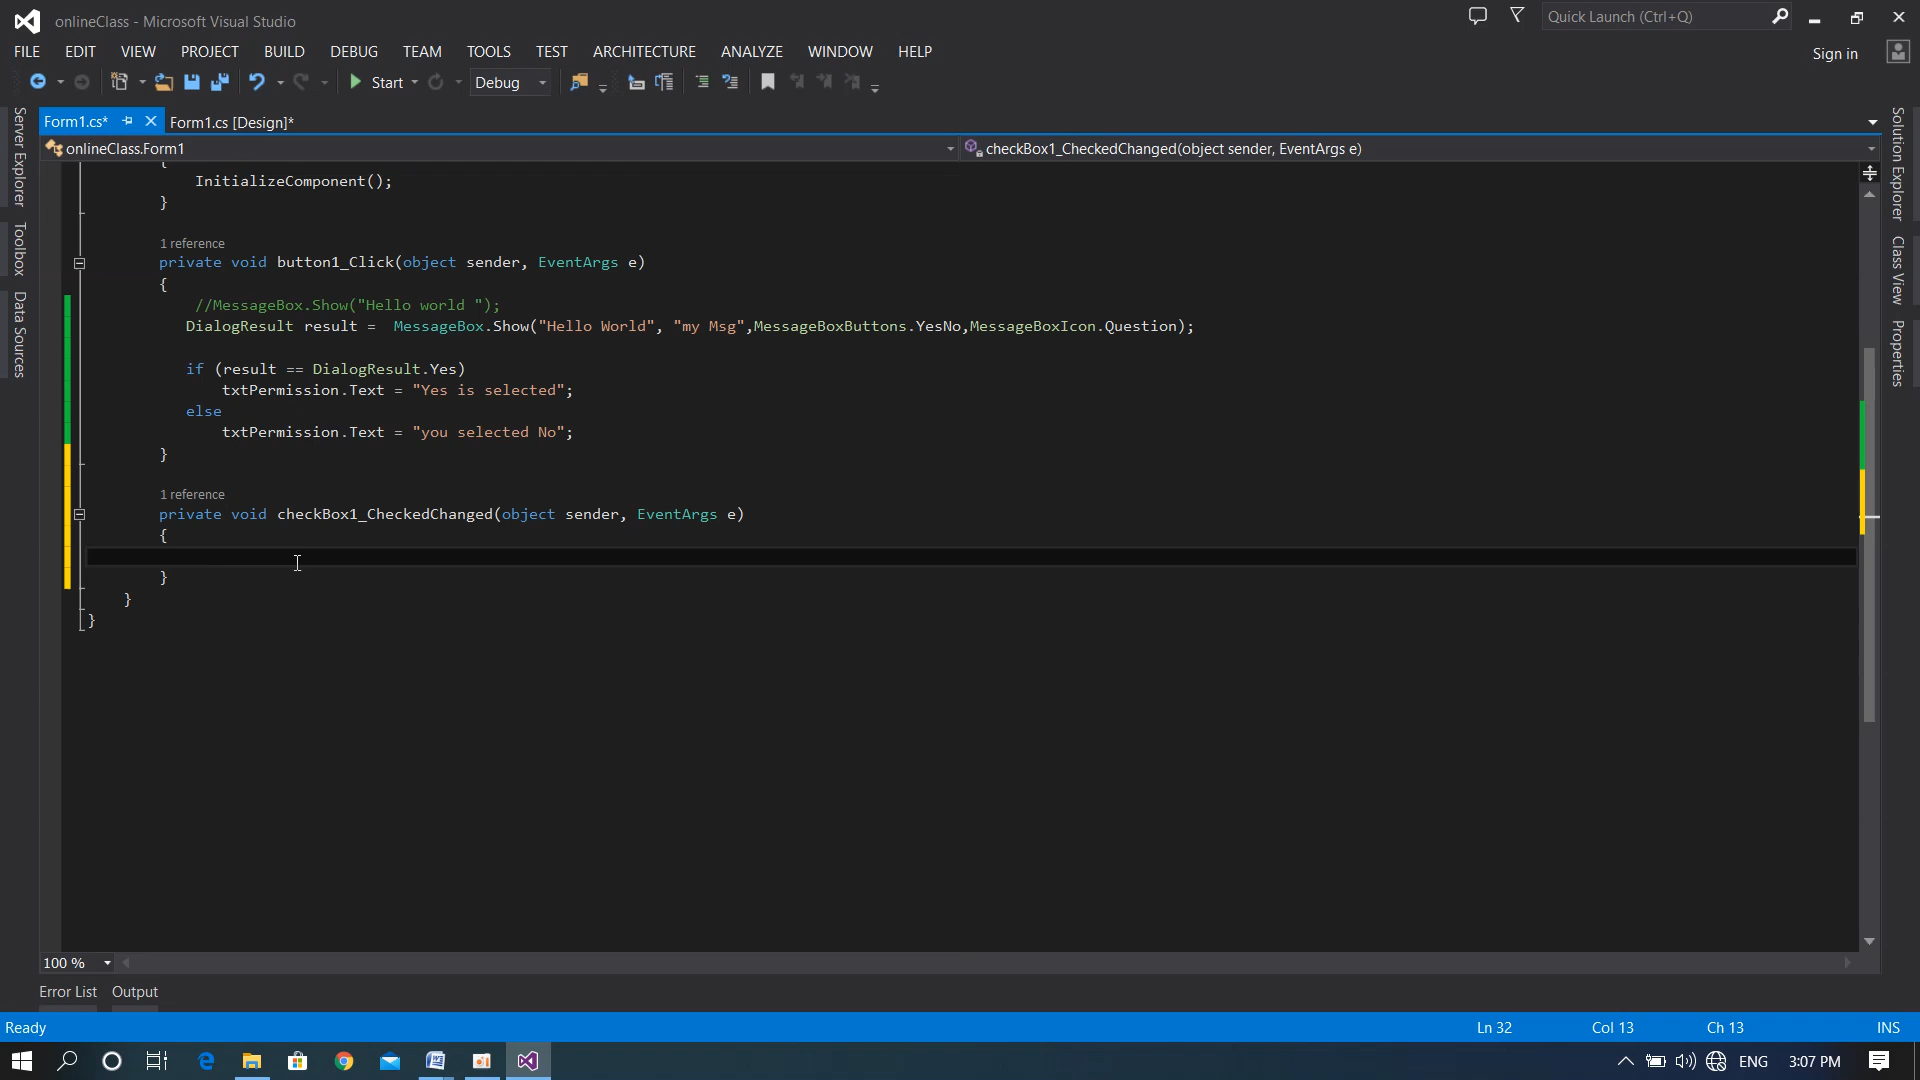 onlineClass - Microsoft Visual Studio
Quick Launch (Ctrl+Q)
FILE EDIT VIEW PROJECT BUILD DEBUG TEAM TOOLS TEST ARCHITECTURE ANALYZE WINDOW HELP
Sign in
Start Debug
Form1.cs* Form1.cs [Design]*
onlineClass.Form1 checkBox1_CheckedChanged(object sender, EventArgs e)
Server Explorer
Toolbox
Data Sources
Solution Explorer
Class View
Properties
{
InitializeComponent();
}
1 reference
private void button1_Click(object sender, EventArgs e)
{
//MessageBox.Show("Hello world ");
DialogResult result =  MessageBox.Show("Hello World", "my Msg",MessageBoxButtons.YesNo,MessageBoxIcon.Question);
if (result == DialogResult.Yes)
txtPermission.Text = "Yes is selected";
else
txtPermission.Text = "you selected No";
}
1 reference
private void checkBox1_CheckedChanged(object sender, EventArgs e)
{
}
}
}
100 %
Error List Output
Ready Ln 32 Col 13 Ch 13 INS
ENG 3:07 PM